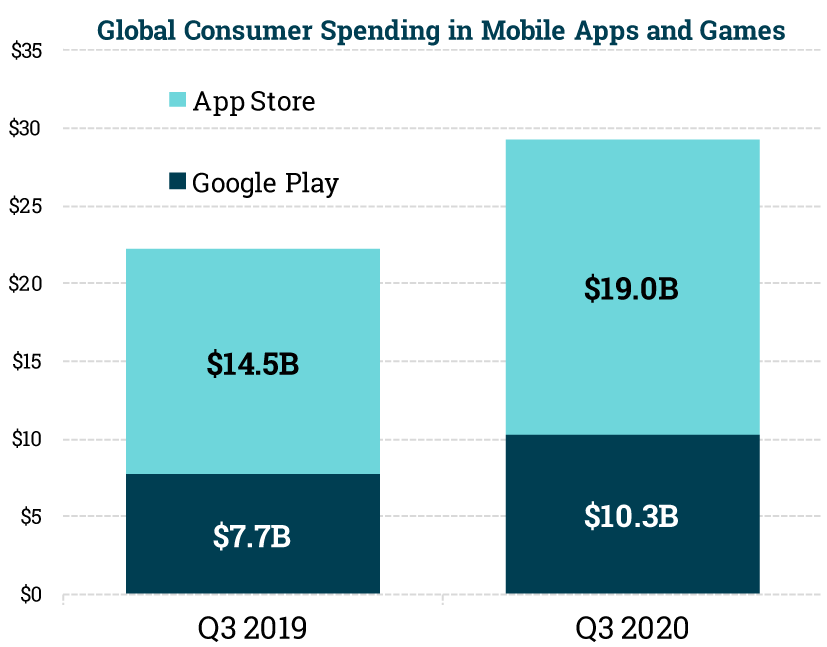 Global Consumer Spending in Mobile Apps and Games
$35
App Store
$30
Google Play
$25
$20
$19.0B
$15
$14.5B
$10
$5
$10.3B
$7.7B
$0
Q3 2019
Q3 2020